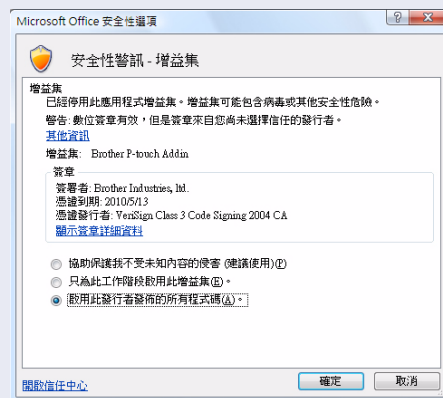 Microsoft Office 安全性選項
安全性警訊 - 增益集
增益集
已經停用此應用程式增益集。增益集可能包含病毒或其他安全性危險。
警告: 數位簽章有效，但是簽章來自您尚未選擇信任的發行者。
其他資訊
增益集: Brother P-touch Addin
簽章
簽署者: Brother Industries, ltd.
憑證到期: 2010/5/13
憑證發行者: VeriSign Class 3 Code Signing 2004 CA
顯示簽章詳細資料
協助保護我不受未知內容的侵害 (建議使用)(P)
只為此工作階段啟用此增益集(E)。
啟用此發行者發佈的所有程式碼(A)。
開啟信任中心
確定
取消